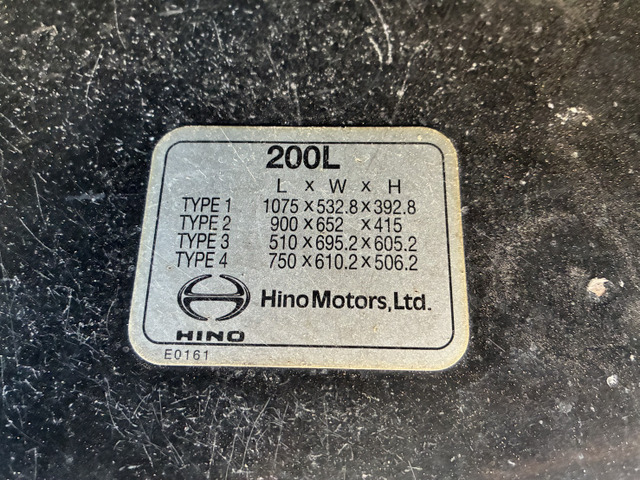 200L
L × W × H
TYPE 1 1075×532.8×392.8
TYPE 2 900×652 ×415
TYPE 3 510×695.2×605.2
TYPE 4 750×610.2×506.2
Hino Motors, Ltd.
HINO
E0161